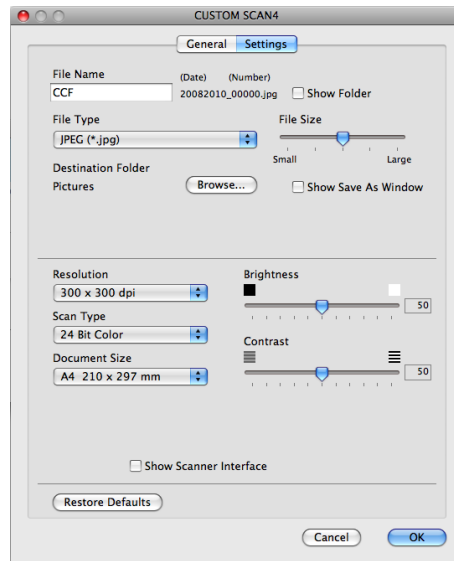 CUSTOM SCAN4
General Settings
File Name (Date) (Number)
CCF 20082010_00000.jpg Show Folder
File Type File Size
JPEG (*.jpg)
Small Large
Destination Folder
Pictures Browse... Show Save As Window
Resolution Brightness
300 x 300 dpi
50
Scan Type
24 Bit Color
Contrast
Document Size
A4 210 x 297 mm 50
Show Scanner Interface
Restore Defaults
Cancel OK